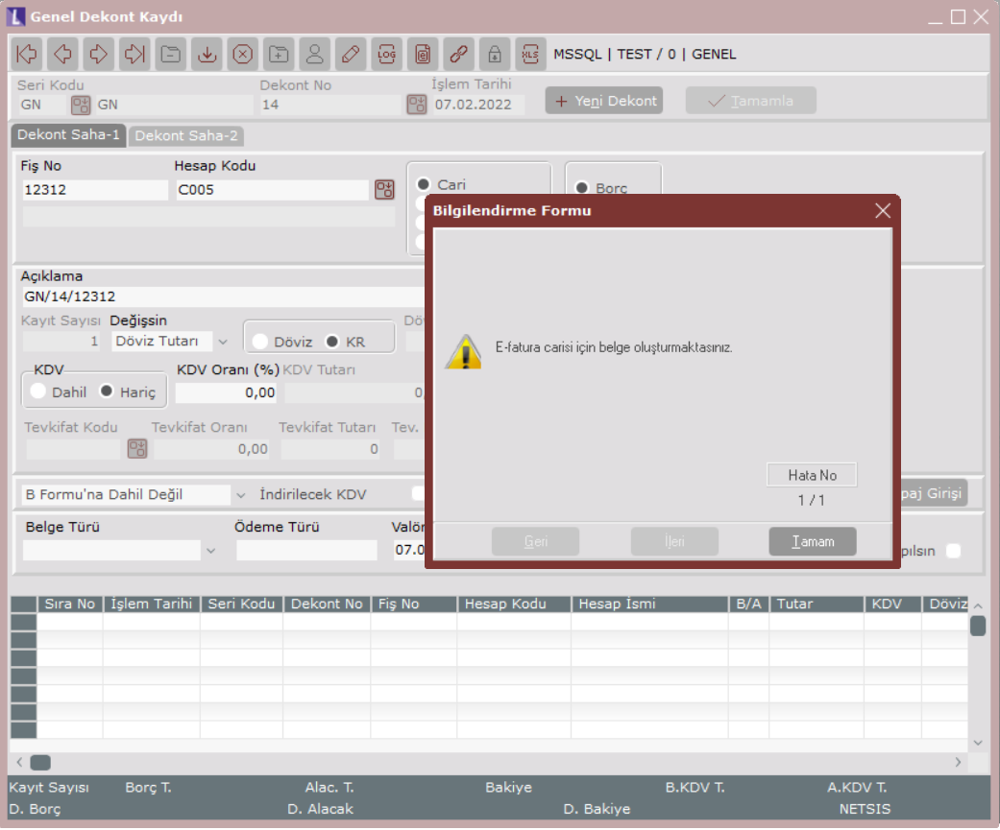 Genel Dekont Kaydı
LOG XLS MSSQL | TEST / 0 | GENEL
Seri Kodu Dekont No İşlem Tarihi
GN GN 14 07.02.2022 + Yeni Dekont Tamamla
Dekont Saha-1 Dekont Saha-2
Fiş No Hesap Kodu
12312 C005 Cari Borç
Bilgilendirme Formu
Açıklama
GN/14/12312
Kayıt Sayısı Değişsin
1 Döviz Tutarı Döviz KR
E-fatura carisi için belge oluşturmaktasınız.
KDV KDV Oranı (%) KDV Tutarı
Dahil Hariç 0,00
Tevkifat Kodu Tevkifat Oranı Tevkifat Tutarı Tev.
0,00 0
Hata No
1 / 1
B Formu'na Dahil Değil İndirilecek KDV paj Girişi
Belge Türü Ödeme Türü Valör
07.0 pılsın
Geri İleri Tamam
Sıra No İşlem Tarihi Seri Kodu Dekont No Fiş No Hesap Kodu Hesap İsmi B/A Tutar KDV Döviz
Kayıt Sayısı Borç T. Alac. T. Bakiye B.KDV T. A.KDV T.
D. Borç D. Alacak D. Bakiye NETSIS